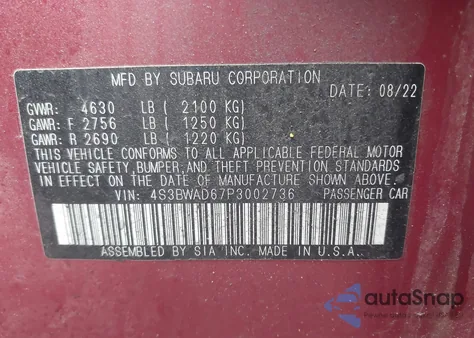 MFD BY SUBARU CORPORATION
DATE: 08/22
GVWR: 4630 LB ( 2100 KG)
GAWR: F 2756 LB ( 1250 KG)
GAWR: R 2690 LB ( 1220 KG)
THIS VEHICLE CONFORMS TO ALL APPLICABLE FEDERAL MOTOR
VEHICLE SAFETY, BUMPER, AND THEFT PREVENTION STANDARDS
IN EFFECT ON THE DATE OF MANUFACTURE SHOWN ABOVE.
VIN: 4S3BWAD67P3002736 PASSENGER CAR
ASSEMBLED BY SIA INC. MADE IN U.S.A.
autoSnap